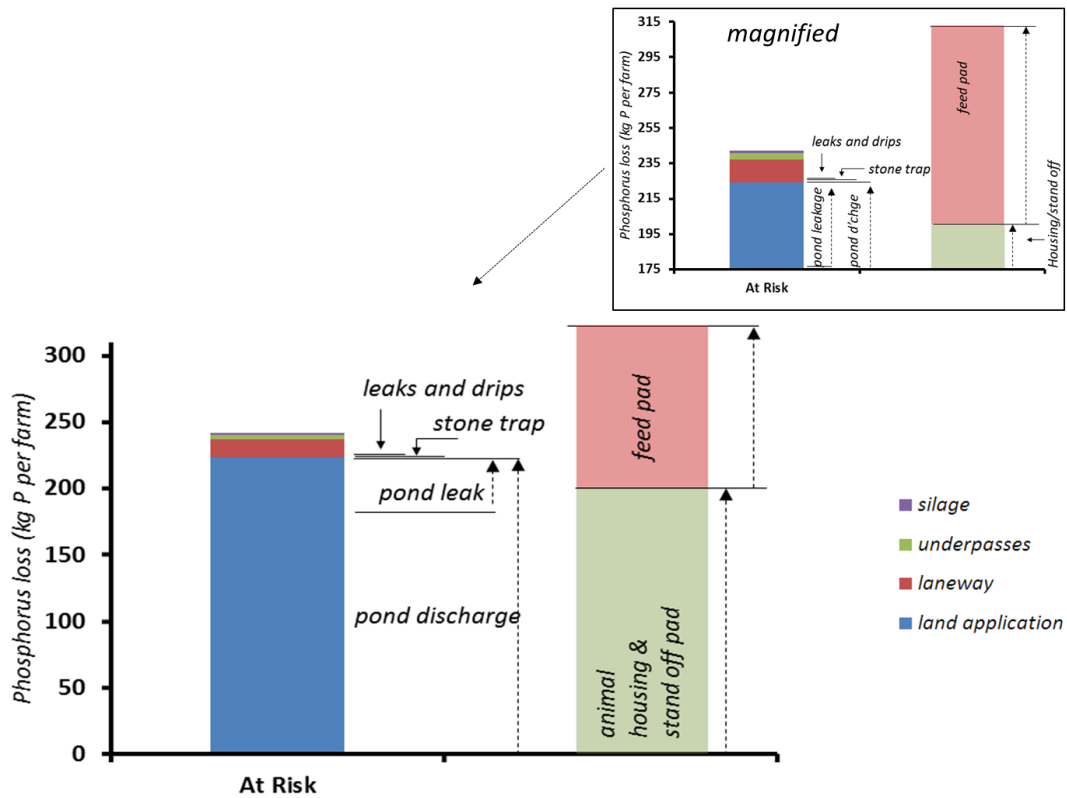 magnified
Phosphorus loss (kg P per farm)
315
295
275
255
235
215
195
175
leaks and drips
stone trap
pond leakage
pond d'chge
feed pad
Housing/stand off
At Risk
Phosphorus loss (kg P per farm)
300
250
200
150
100
50
0
leaks and drips
stone trap
pond leak
pond discharge
feed pad
animal
housing &
stand off pad
At Risk
silage
underpasses
laneway
land application